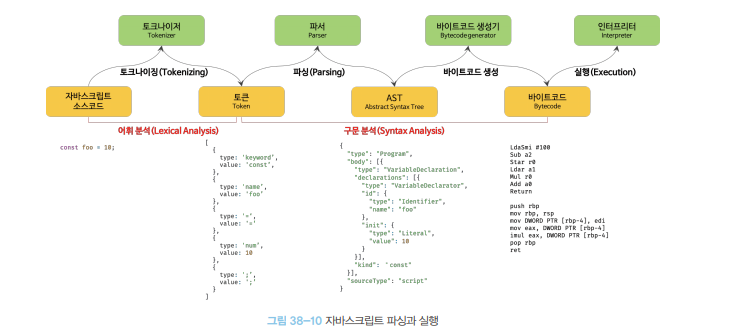 토크나이저
Tokenizer
파서
Parser
바이트코드 생성기
Bytecode generator
인터프리터
Interpreter
토크나이징(Tokenizing)
파싱(Parsing)
바이트코드 생성
실행(Execution)
자바스크립트
소스코드
토큰
Token
AST
Abstract Syntax Tree
바이트코드
Bytecode
어휘 분석(Lexical Analysis)
구문 분석(Syntax Analysis)
const foo = 10;
[
{
type: 'keyword',
value: 'const',
},
{
type: 'name',
value: 'foo'
},
{
type: '=',
value: '='
},
{
type: 'num',
value: 10
},
{
type: ';',
value: ';'
}
]
{
"type": "Program",
"body": [{
"type": "VariableDeclaration",
"declarations": [{
"type": "VariableDeclarator",
"id": {
"type": "Identifier",
"name": "foo"
},
"init": {
"type": "Literal",
"value": 10
}
}],
"kind": "const"
}],
"sourceType": "script"
}
LdaSmi #100
Sub a2
Star r0
Ldar a1
Mul r0
Add a0
Return
push rbp
mov rbp, rsp
mov DWORD PTR [rbp-4], edi
mov eax, DWORD PTR [rbp-4]
imul eax, DWORD PTR [rbp-4]
pop rbp
ret
그림 38-10 자바스크립트 파싱과 실행